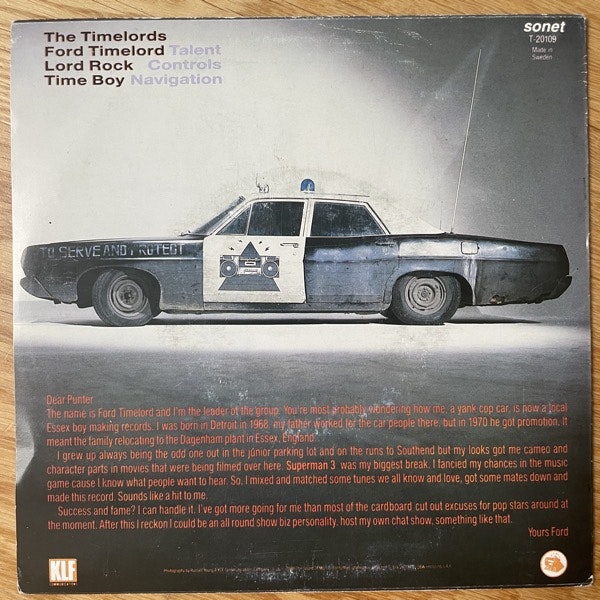 The Timelords
Ford Timelord Talent
Lord Rock Controls
Time Boy Navigation
sonet
T-20109
Made in
Sweden
TO SERVE AND PROTECT
Dear Punter
The name is Ford Timelord and I'm the leader of the group. You're most probably wondering how me, a yank cop car, is now a local
Essex boy making records. I was born in Detroit in 1968, my father worked for the car people there, but in 1970 he got promotion. It
meant the family relocating to the Dagenham plant in Essex, England.
I grew up always being the odd one out in the júnior parking lot and on the runs to Southend but my looks got me cameo and
character parts in movies that were being filmed over here. Superman 3 was my biggest break. I fancied my chances in the music
game cause I know what people want to hear. So, I mixed and matched some tunes we all know and love, got some mates down and
made this record. Sounds like a hit to me.
Success and fame? I can handle it. I've got more going for me than most of the cardboard cut out excuses for pop stars around at
the moment. After this I reckon I could be an all round show biz personality, host my own chat show, something like that.
Yours Ford
KLF
COMMUNICATIONS
Photography by